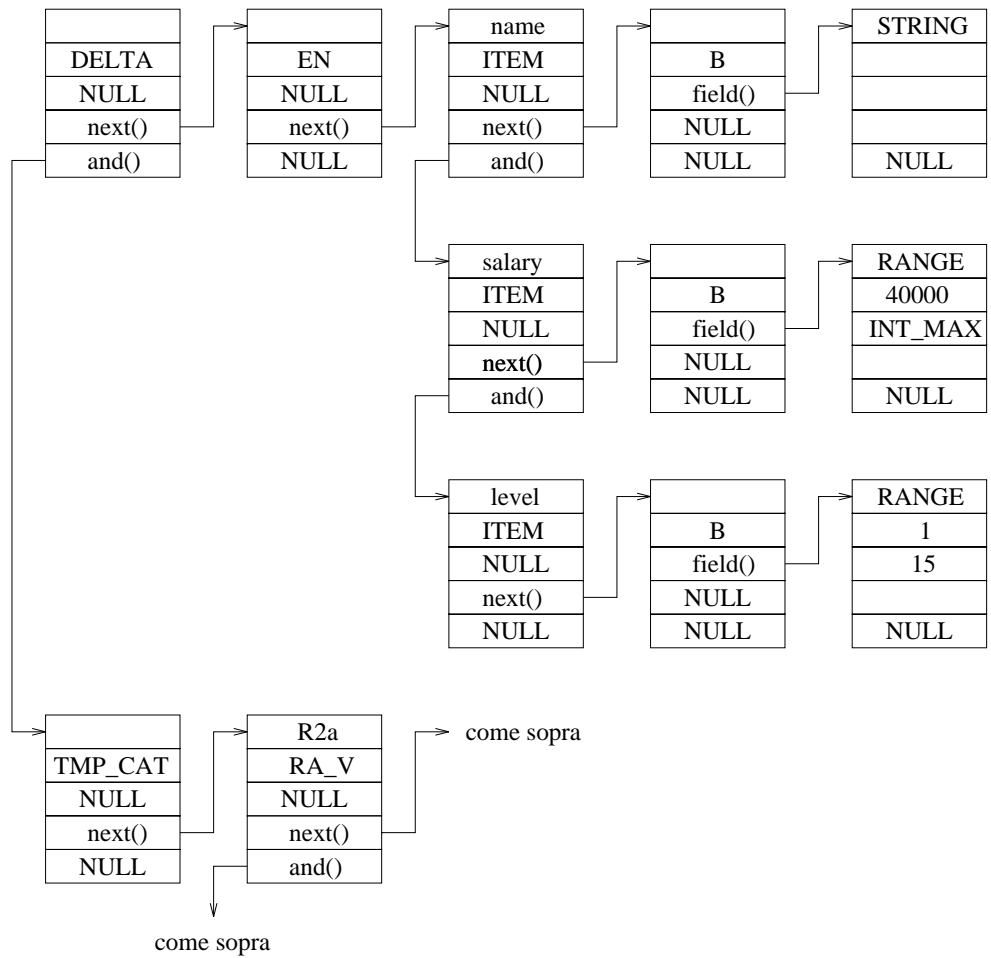 name STRING
DELTA EN ITEM B
NULL NULL NULL field()
next() next() next() NULL
and() NULL and() NULL NULL
salary RANGE
ITEM B 40000
NULL field() INT_MAX
next() NULL
and() NULL NULL
level RANGE
ITEM B 1
NULL field() 15
next() NULL
NULL NULL NULL
R2a come sopra
TMP_CAT RA_V
NULL NULL
next() next()
NULL and()
come sopra